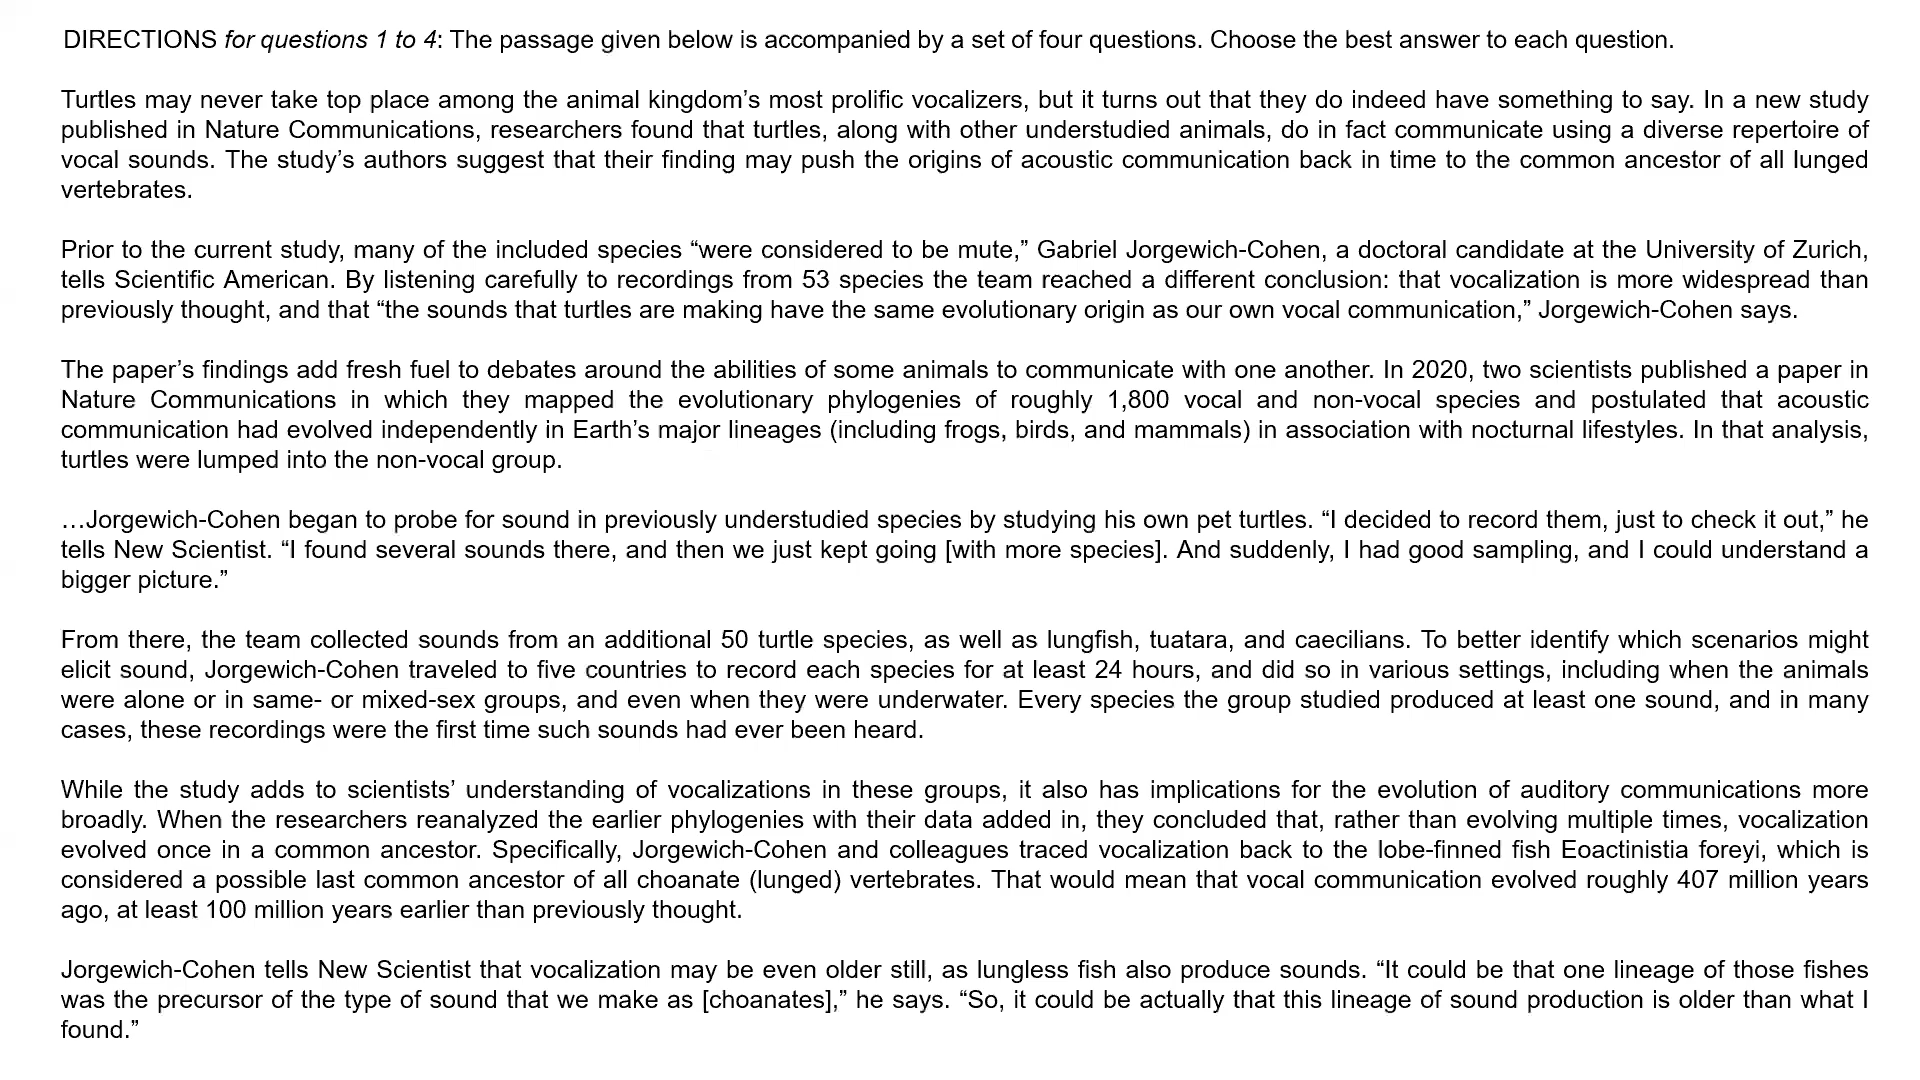 DIRECTIONS for questions 1 to 4: The passage given below is accompanied by a set of four questions. Choose the best answer to each question.
Turtles may never take top place among the animal kingdom’s most prolific vocalizers, but it turns out that they do indeed have something to say. In a new study
published in Nature Communications, researchers found that turtles, along with other understudied animals, do in fact communicate using a diverse repertoire of
vocal sounds. The study’s authors suggest that their finding may push the origins of acoustic communication back in time to the common ancestor of all lunged
vertebrates.
Prior to the current study, many of the included species “were considered to be mute,” Gabriel Jorgewich-Cohen, a doctoral candidate at the University of Zurich,
tells Scientific American. By listening carefully to recordings from 53 species the team reached a different conclusion: that vocalization is more widespread than
previously thought, and that “the sounds that turtles are making have the same evolutionary origin as our own vocal communication,” Jorgewich-Cohen says.
The paper’s findings add fresh fuel to debates around the abilities of some animals to communicate with one another. In 2020, two scientists published a paper in
Nature Communications in which they mapped the evolutionary phylogenies of roughly 1,800 vocal and non-vocal species and postulated that acoustic
communication had evolved independently in Earth’s major lineages (including frogs, birds, and mammals) in association with nocturnal lifestyles. In that analysis,
turtles were lumped into the non-vocal group.
…Jorgewich-Cohen began to probe for sound in previously understudied species by studying his own pet turtles. “I decided to record them, just to check it out,” he
tells New Scientist. “I found several sounds there, and then we just kept going [with more species]. And suddenly, I had good sampling, and I could understand a
bigger picture.”
From there, the team collected sounds from an additional 50 turtle species, as well as lungfish, tuatara, and caecilians. To better identify which scenarios might
elicit sound, Jorgewich-Cohen traveled to five countries to record each species for at least 24 hours, and did so in various settings, including when the animals
were alone or in same- or mixed-sex groups, and even when they were underwater. Every species the group studied produced at least one sound, and in many
cases, these recordings were the first time such sounds had ever been heard.
While the study adds to scientists’ understanding of vocalizations in these groups, it also has implications for the evolution of auditory communications more
broadly. When the researchers reanalyzed the earlier phylogenies with their data added in, they concluded that, rather than evolving multiple times, vocalization
evolved once in a common ancestor. Specifically, Jorgewich-Cohen and colleagues traced vocalization back to the lobe-finned fish Eoactinistia foreyi, which is
considered a possible last common ancestor of all choanate (lunged) vertebrates. That would mean that vocal communication evolved roughly 407 million years
ago, at least 100 million years earlier than previously thought.
Jorgewich-Cohen tells New Scientist that vocalization may be even older still, as lungless fish also produce sounds. “It could be that one lineage of those fishes
was the precursor of the type of sound that we make as [choanates],” he says. “So, it could be actually that this lineage of sound production is older than what I
found.”